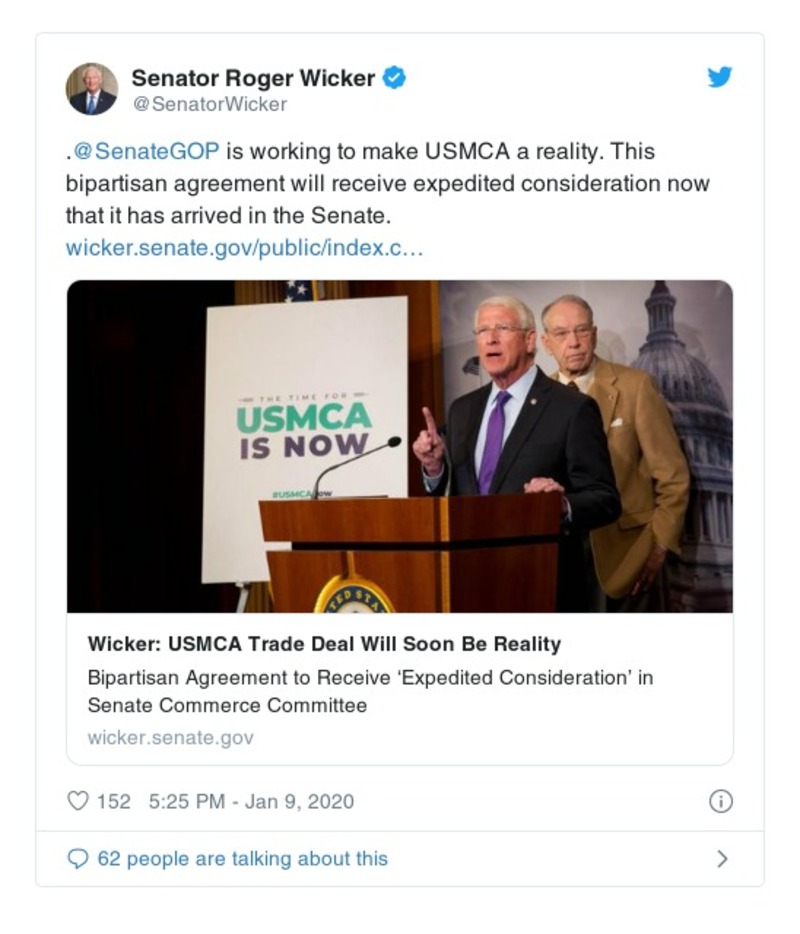 Senator Roger Wicker
@SenatorWicker
.@SenateGOP is working to make USMCA a reality. This
bipartisan agreement will receive expedited consideration now
that it has arrived in the Senate.
wicker.senate.gov/public/index.c…
THE TIME FOR
USMCA
IS NOW
#USMCANow
TED STA
Wicker: USMCA Trade Deal Will Soon Be Reality
Bipartisan Agreement to Receive ‘Expedited Consideration’ in
Senate Commerce Committee
wicker.senate.gov
152 5:25 PM - Jan 9, 2020
62 people are talking about this